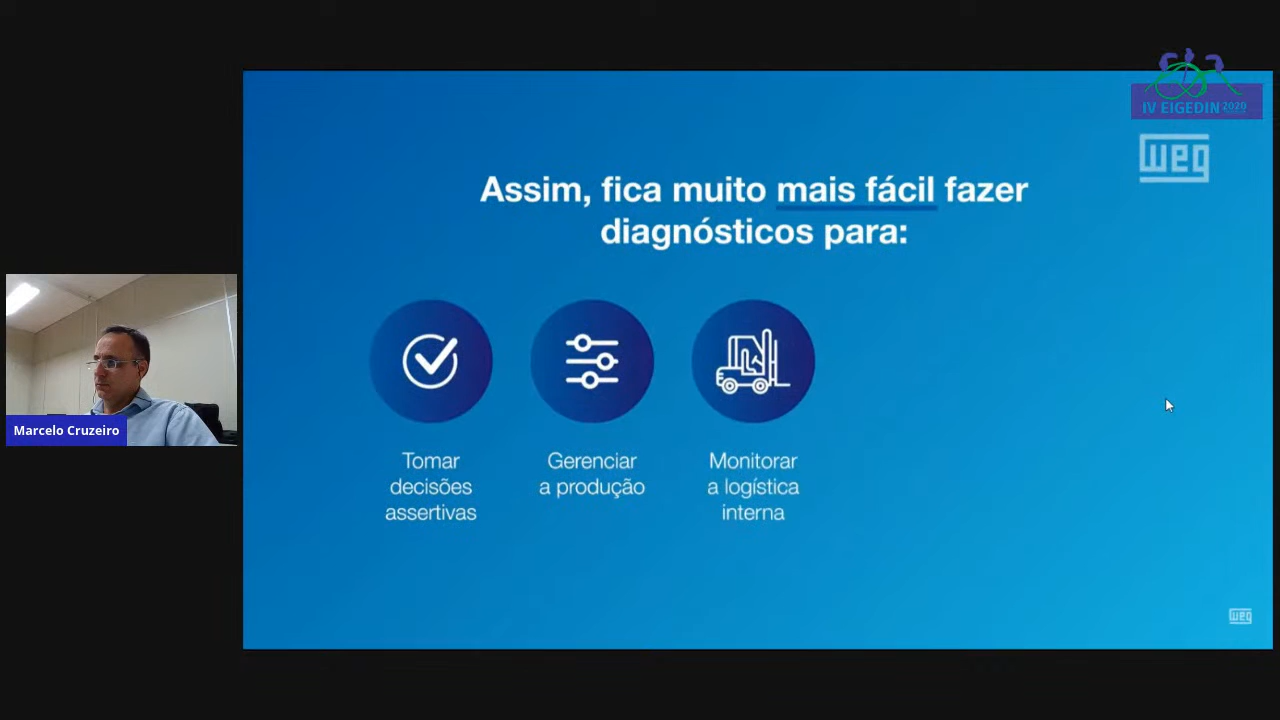 IV EIGEDIN 2020
weg
Assim, fica muito mais fácil fazer
diagnósticos para:
Marcelo Cruzeiro
Tomar
decisões
assertivas
Gerenciar
a produção
Monitorar
a logística
interna
weg